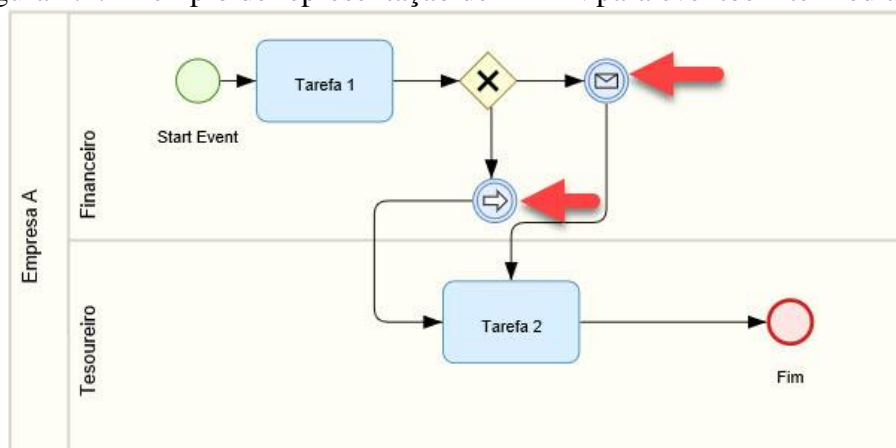 Empresa A
Financeiro
Start Event
Tarefa 1
Tesoureiro
Tarefa 2
Fim